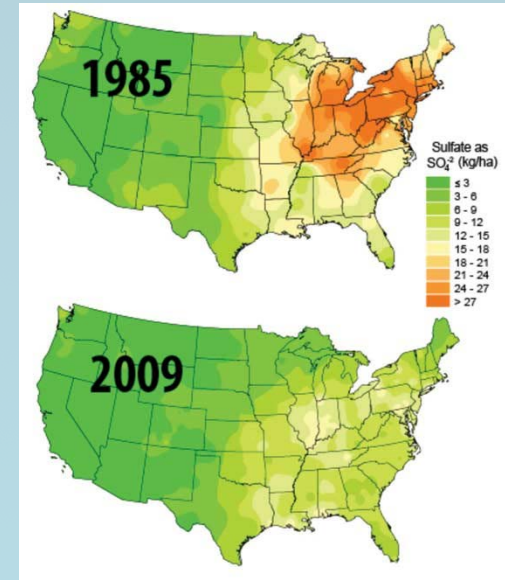 1985
Sulfate as
SO₄⁻² (kg/ha)
≤ 3
3 - 6
6 - 9
9 - 12
12 - 15
15 - 18
18 - 21
21 - 24
24 - 27
> 27
2009